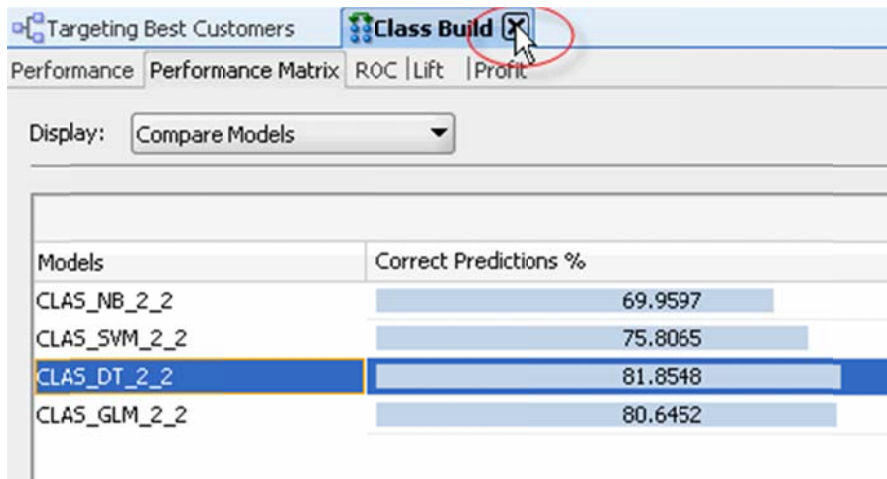 Targeting Best Customers Class Build
Performance Performance Matrix ROC Lift Profit
Display: Compare Models
Models Correct Predictions %
CLAS_NB_2_2 69.9597
CLAS_SVM_2_2 75.8065
CLAS_DT_2_2 81.8548
CLAS_GLM_2_2 80.6452